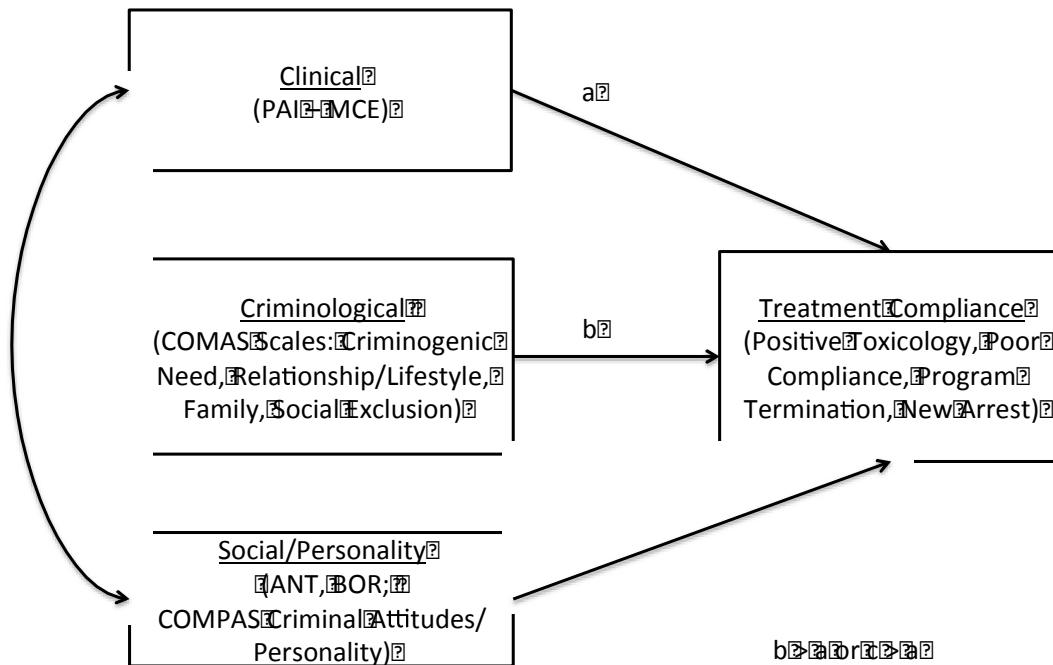 Clinical
(PAI – MCE)
a
Criminological
(COMAS Scales: Criminogenic
Need, Relationship/Lifestyle,
Family, Social Exclusion)
b
Treatment Compliance
(Positive Toxicology, Poor
Compliance, Program
Termination, New Arrest)
Social/Personality
(ANT, BOR;
COMPAS Criminal Attitudes/
Personality)
b > a or c > a